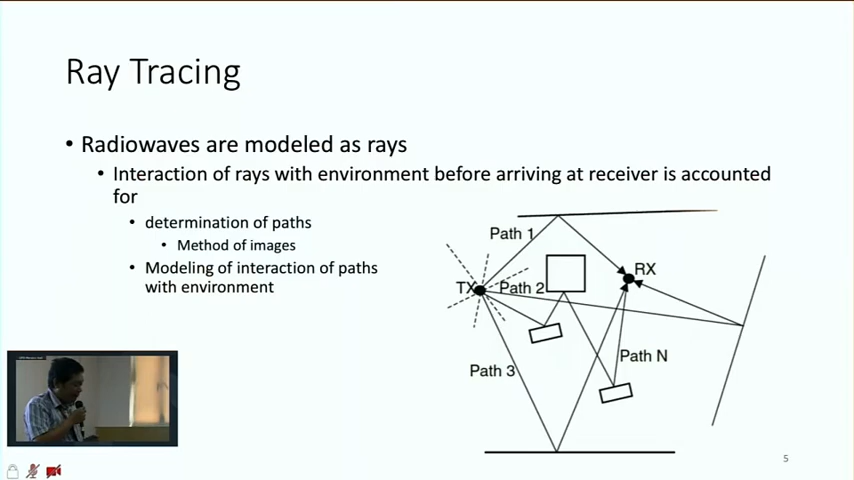 Ray Tracing
• Radiowaves are modeled as rays
• Interaction of rays with environment before arriving at receiver is accounted
for
• determination of paths
• Method of images
• Modeling of interaction of paths
with environment
Path 1
RX
TX
Path 2
Path N
Path 3
5